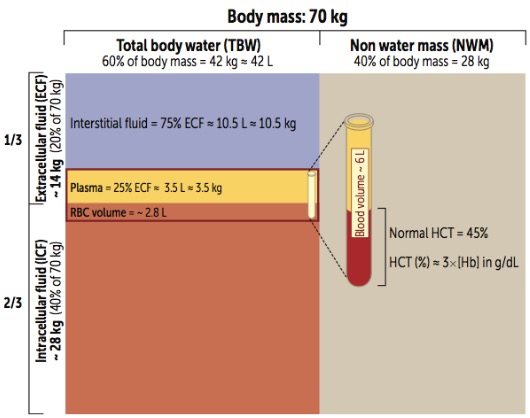 Body mass: 70 kg
Total body water (TBW)
60% of body mass = 42 kg ≈ 42 L
Non water mass (NWM)
40% of body mass = 28 kg
1/3
Extracellular fluid (ECF)
~ 14 kg (20% of 70 kg)
Interstitial fluid = 75% ECF ≈ 10.5 L ≈ 10.5 kg
Plasma = 25% ECF ≈ 3.5 L ≈ 3.5 kg
RBC volume = ~ 2.8 L
2/3
Intracellular fluid (ICF)
~ 28 kg (40% of 70 kg)
Blood volume ~ 6 L
Normal HCT = 45%
HCT (%) ≈ 3×[Hb] in g/dL